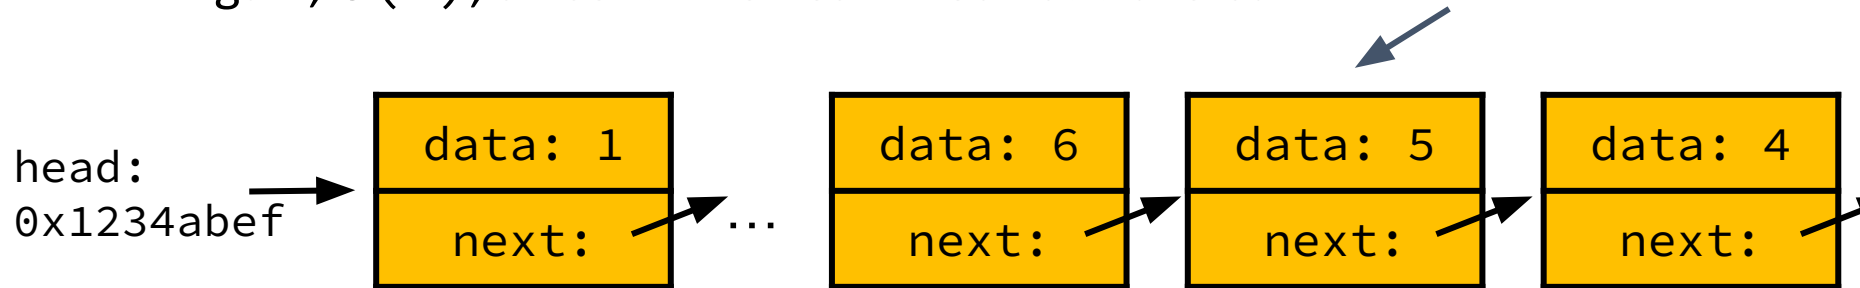 head:
0x1234abef
data: 1
next:
...
data: 6
next:
data: 5
next:
data: 4
next: